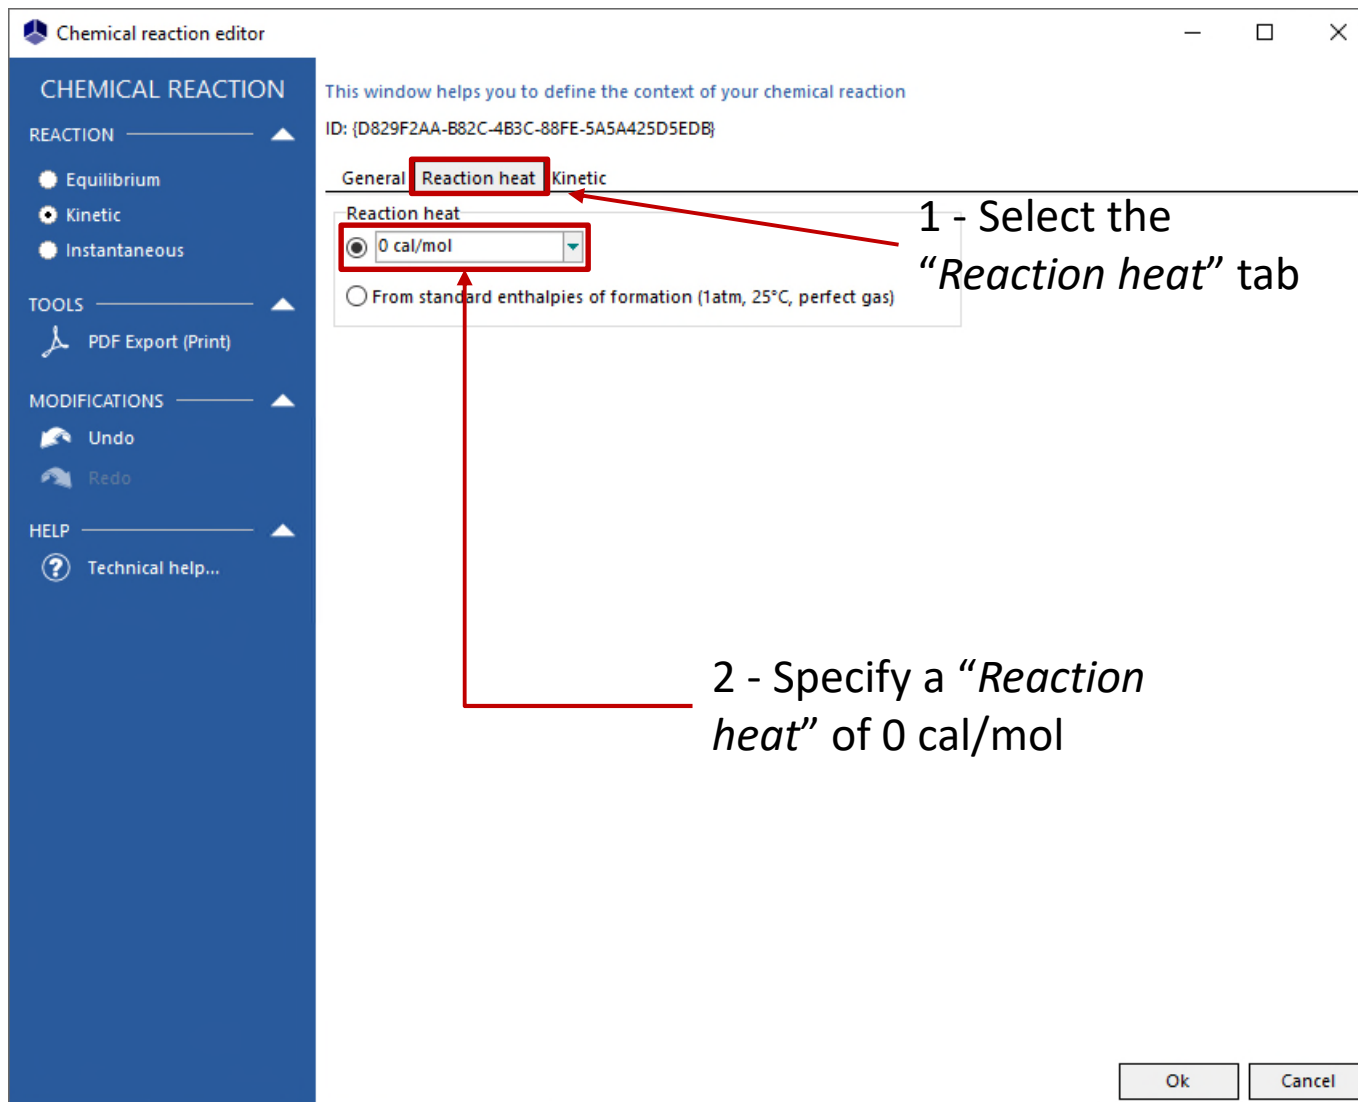 Chemical reaction editor
CHEMICAL REACTION
REACTION
Equilibrium
Kinetic
Instantaneous
TOOLS
PDF Export (Print)
MODIFICATIONS
Undo
Redo
HELP
? Technical help...
This window helps you to define the context of your chemical reaction
ID: {D829F2AA-B82C-4B3C-88FE-5A5A425D5EDB}
General Reaction heat Kinetic
Reaction heat
0 cal/mol
From standard enthalpies of formation (1atm, 25°C, perfect gas)
1 - Select the
“Reaction heat” tab
2 - Specify a “Reaction
heat” of 0 cal/mol
Ok Cancel